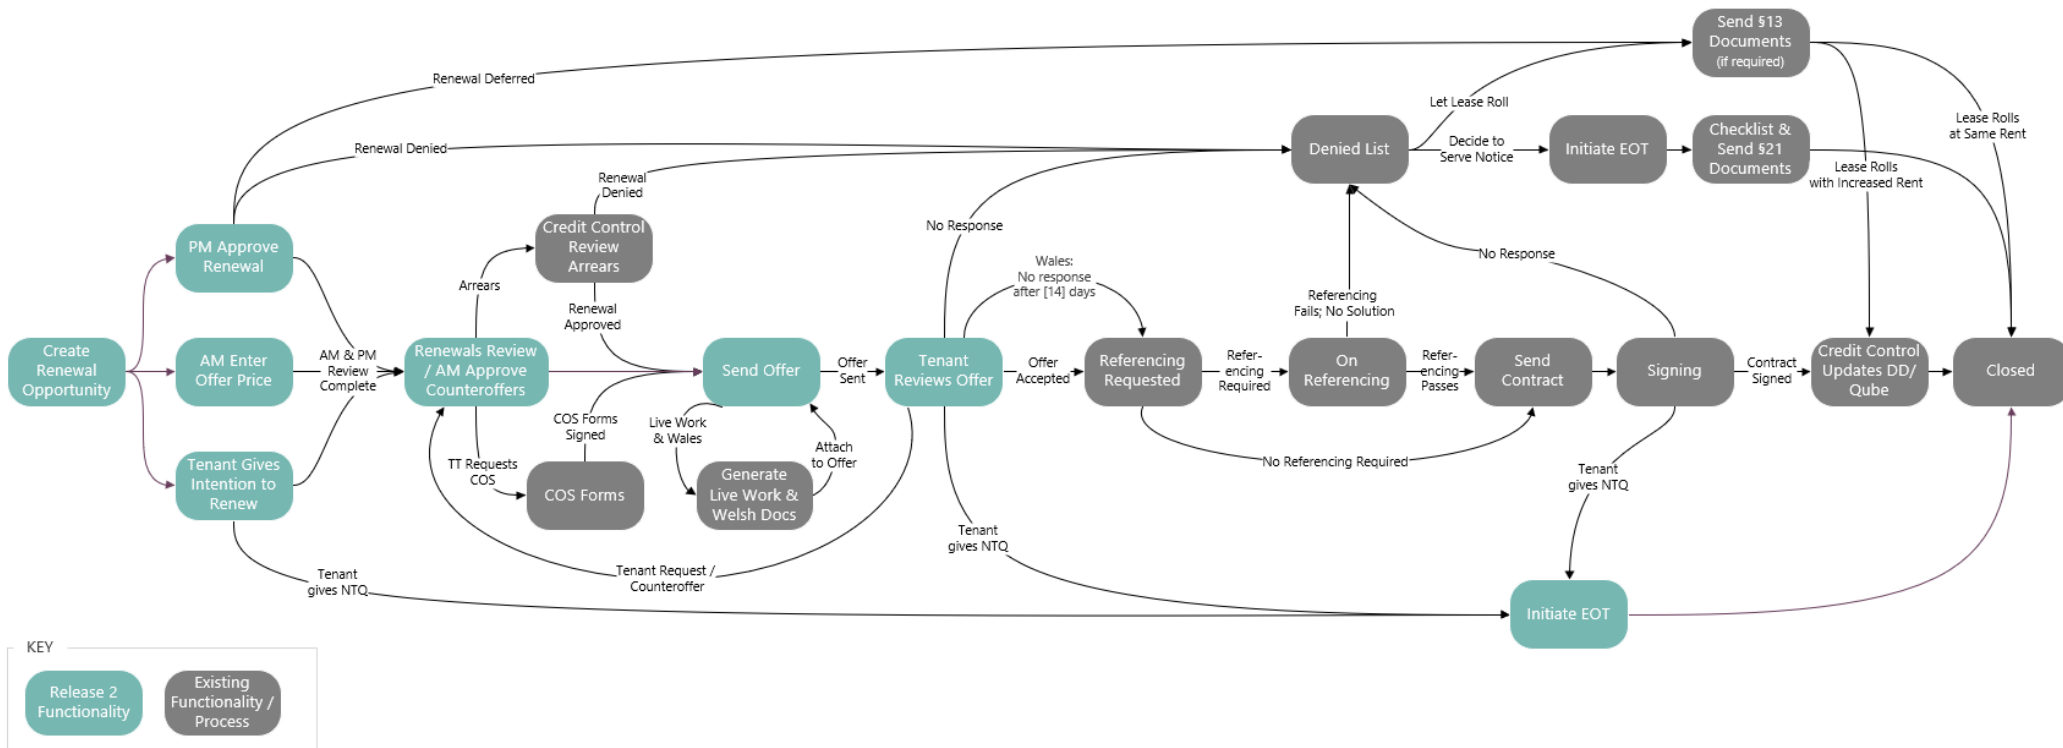 Send §13
Documents
(if required)
Renewal Deferred
Let Lease Roll
Lease Rolls
at Same Rent
Renewal Denied
Denied List
Decide to
Serve Notice
Initiate EOT
Checklist &
Send §21
Documents
Lease Rolls
with Increased Rent
Renewal
Denied
PM Approve
Renewal
Credit Control
Review
Arrears
No Response
No Response
Wales:
No response
after [14] days
Arrears
Renewal
Approved
Referencing
Fails; No Solution
Create
Renewal
Opportunity
AM Enter
Offer Price
AM & PM
Review
Complete
Renewals Review
/ AM Approve
Counteroffers
Send Offer
Offer
Sent
Tenant
Reviews Offer
Offer
Accepted
Referencing
Requested
Refer-
encing
Required
On
Referencing
Refer-
encing
Passes
Send
Contract
Signing
Contract
Signed
Credit Control
Updates DD/
Qube
Closed
COS Forms
Signed
Live Work
& Wales
Attach
to Offer
Tenant Gives
Intention to
Renew
TT Requests
COS
COS Forms
Generate
Live Work &
Welsh Docs
No Referencing Required
Tenant
gives NTQ
Tenant
gives NTQ
Tenant
gives NTQ
Tenant Request /
Counteroffer
Initiate EOT
KEY
Release 2
Functionality
Existing
Functionality /
Process